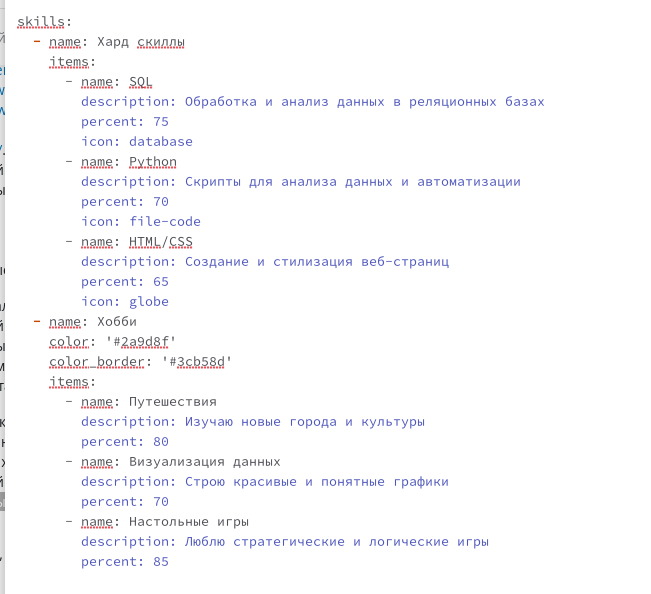 skills:
- name: Хард скиллы
items:
- name: SQL
description: Обработка и анализ данных в реляционных базах
percent: 75
icon: database
- name: Python
description: Скрипты для анализа данных и автоматизации
percent: 70
icon: file-code
- name: HTML/CSS
description: Создание и стилизация веб-страниц
percent: 65
icon: globe
- name: Хобби
color: '#2a9d8f'
color_border: '#3cb58d'
items:
- name: Путешествия
description: Изучаю новые города и культуры
percent: 80
- name: Визуализация данных
description: Строю красивые и понятные графики
percent: 70
- name: Настольные игры
description: Люблю стратегические и логические игры
percent: 85